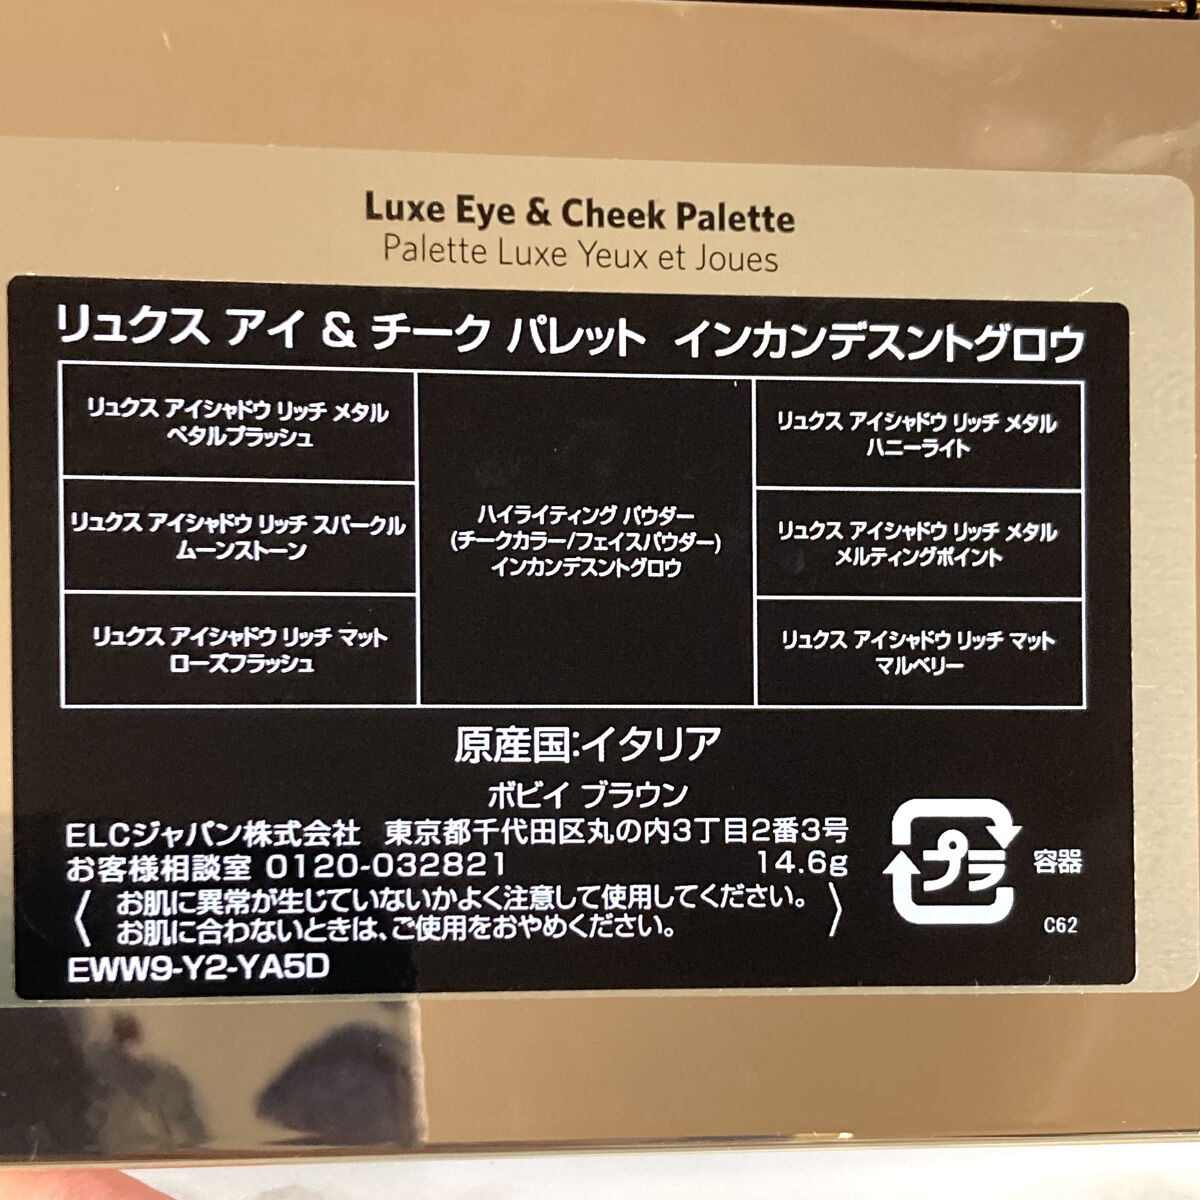 Luxe Eye & Cheek Palette
Palette Luxe Yeux et Joues
リュクス アイ & チーク パレット インカンデスントグロウ
リュクス アイシャドウ リッチ メタル
ペタルブラッシュ
リュクス アイシャドウ リッチ スパークル
ムーンストーン
リュクス アイシャドウ リッチ マット
ローズフラッシュ
ハイライティング パウダー
(チークカラー/フェイスパウダー)
インカンデスントグロウ
リュクス アイシャドウ リッチ メタル
ハニーライト
リュクス アイシャドウ リッチ メタル
メルティングポイント
リュクス アイシャドウ リッチ マット
マルベリー
原産国:イタリア
ボビイ ブラウン
ELCジャパン株式会社 東京都千代田区丸の内3丁目2番3号
お客様相談室 0120-032821 14.6g
〈お肌に異常が生じていないかよく注意して使用してください。
お肌に合わないときは、ご使用をおやめください。〉
EWW9-Y2-YA5D
プラ
容器
C62